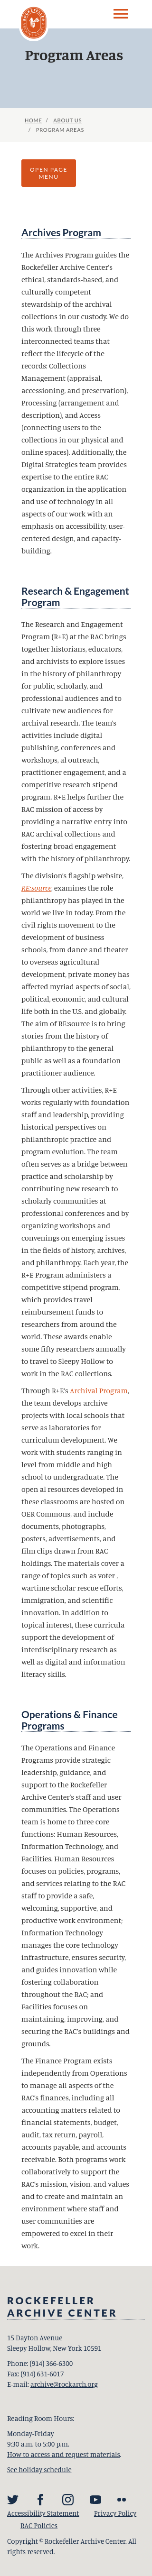 Program Areas
HOME / ABOUT US
/ PROGRAM AREAS
OPEN PAGE
MENU
Archives Program
The Archives Program guides the
Rockefeller Archive Center's
ethical, standards-based, and
culturally competent
stewardship of the archival
collections in our custody. We do
this work through three
interconnected teams that
reflect the lifecycle of the
records: Collections
Management (appraisal,
accessioning, and preservation),
Processing (arrangement and
description), and Access
(connecting users to the
collections in our physical and
online spaces). Additionally, the
Digital Strategies team supports
the entire RAC
organization in the application
and use of technology in all
aspects of our work with an
emphasis on accessibility, user-
centered design, and capacity-
building.
Research & Engagement
Program
The Research and Engagement
Program (R+E) at the RAC brings
together historians, educators,
and archivists to explore issues
in the history of philanthropy
for public, scholarly, and
professional audiences and to
cultivate new audiences for
archival research. The team's
activities include digital
publishing, conferences and
workshops, al outreach,
practitioner engagement, and a
competitive research stipend
program. R+E helps further the
RAC mission of access by
providing a narrative entry into
RAC archival collections and
fostering broad engagement
with the history of philanthropy.
The division's flagship website,
RE:source, examines the role
philanthropy has played in the
world we live in today. From the
civil rights movement to the
development of business
schools, from dance and theater
to overseas agricultural
development, private money has
affected myriad aspects of social,
political, economic, and cultural
life both in the U.S. and globally.
The aim of RE:source is to bring
stories from the history of
philanthropy to the general
public as well as a foundation
practitioner audience.
Through other activities, R+E
works regularly with foundation
staff and leadership, providing
historical perspectives on
philanthropic practice and
program evolution. The team
often serves as a bridge between
practice and scholarship by
contributing new research to
scholarly communities at
professional conferences and by
organizing workshops and
convenings on emerging issues
in the fields of history, archives,
and philanthropy. Each year, the
R+E Program administers a
competitive stipend program,
which provides travel
reimbursement funds to
researchers from around the
world. These awards enable
some fifty researchers annually
to travel to Sleepy Hollow to
work in the RAC collections.
Through R+E's Archival Program,
the team develops archive
projects with local schools that
serve as laboratories for
curriculum development. We
work with students ranging in
level from middle and high
school to undergraduate. The
open al resources developed in
these classrooms are hosted on
OER Commons, and include
documents, photographs,
posters, advertisements, and
film clips drawn from RAC
holdings. The materials cover a
range of topics such as voter ,
wartime scholar rescue efforts,
immigration, and scientific
innovation. In addition to
topical interest, these curricula
support the development of
interdisciplinary research as
well as digital and information
literacy skills.
Operations & Finance
Programs
The Operations and Finance
Programs provide strategic
leadership, guidance, and
support to the Rockefeller
Archive Center's staff and user
communities. The Operations
team is home to three core
functions: Human Resources,
Information Technology, and
Facilities. Human Resources
focuses on policies, programs,
and services relating to the RAC
staff to provide a safe,
welcoming, supportive, and
productive work environment;
Information Technology
manages the core technology
infrastructure, ensures security,
and guides innovation while
fostering collaboration
throughout the RAC; and
Facilities focuses on
maintaining, improving, and
securing the RAC's buildings and
grounds.
The Finance Program exists
independently from Operations
to manage all aspects of the
RAC's finances, including all
accounting matters related to
financial statements, budget,
audit, tax return, payroll,
accounts payable, and accounts
receivable. Both programs work
collaboratively to support the
RAC's mission, vision, and values
and to create and maintain an
environment where staff and
user communities are
empowered to excel in their
work.
ROCKEFELLER
ARCHIVE CENTER
15 Dayton Avenue
Sleepy Hollow, New York 10591
Phone: (914) 366-6300
Fax: (914) 631-6017
E-mail: archive@rockarch.org
Reading Room Hours:
Monday-Friday
9:30 a.m. to 5:00 p.m.
How to access and request materials.
See holiday schedule
Accessibility Statement Privacy Policy
RAC Policies
Copyright © Rockefeller Archive Center. All
rights reserved.